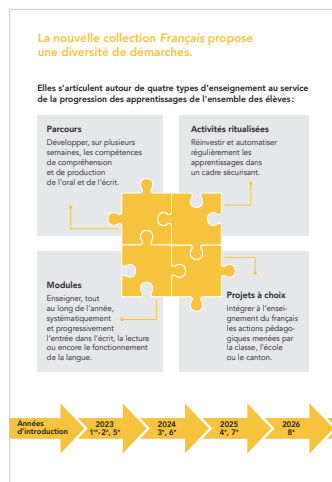 La nouvelle collection Français propose
une diversité de démarches.
Elles s'articulent autour de quatre types d'enseignement au service
de la progression des apprentissages de l'ensemble des élèves :
Parcours
Développer, sur plusieurs
semaines, les compétences
de compréhension
et de production
de l'oral et de l'écrit.
Activités ritualisées
Réinvestir et automatiser
régulièrement les
apprentissages dans
un cadre sécurisant.
Modules
Enseigner, tout
au long de l'année,
systématiquement
et progressivement
l'entrée dans l'écrit, la lecture
ou encore le fonctionnement
de la langue.
Projets à choix
Intégrer à l'ensei-
gnement du français
les actions pédago-
giques menées par
la classe, l'école
ou le canton.
Années
d'introduction
2023
1re-2e, 5e
2024
3e, 6e
2025
4e, 7e
2026
8e